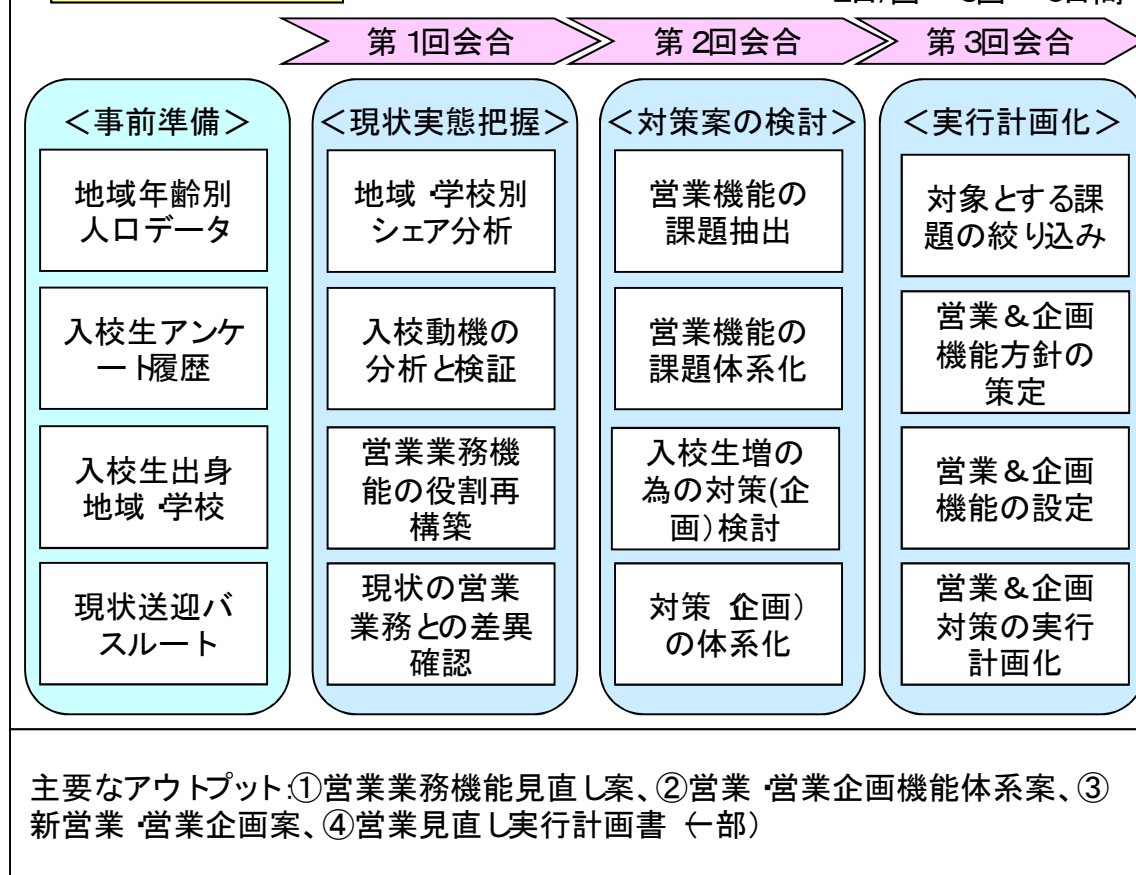 第1回会合
第2回会合
第3回会合
<事前準備>
地域年齢別
人口データ
入校生アンケ
ート履歴
入校生出身
地域・学校
現状送迎バ
スルート
<現状実態把握>
地域・学校別
シェア分析
入校動機の
分析と検証
営業業務機
能の役割再
構築
現状の営業
業務との差異
確認
<対策案の検討>
営業機能の
課題抽出
営業機能の
課題体系化
入校生増の
為の対策(企
画)検討
対策(企画)
の体系化
<実行計画化>
対象とする課
題の絞り込み
営業&企画
機能方針の
策定
営業&企画
機能の設定
営業&企画
対策の実行
計画化
主要なアウトプット:①営業業務機能見直し案、②営業・営業企画機能体系案、③
新営業・営業企画案、④営業見直し実行計画書(一部)